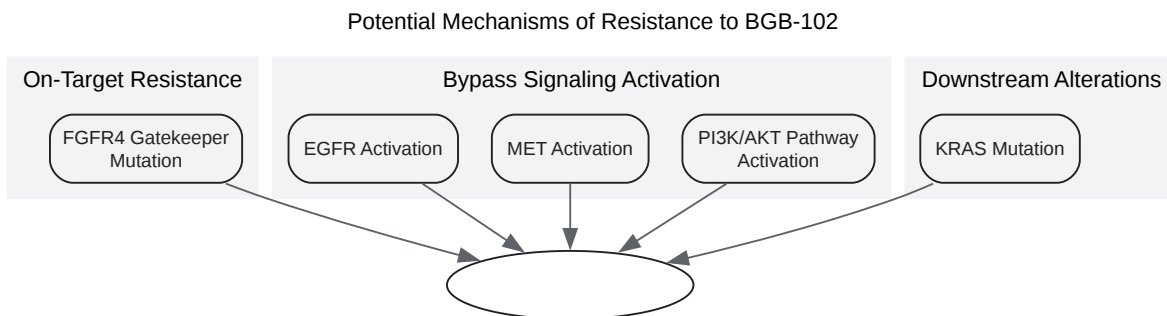 Potential Mechanisms of Resistance to BGB-102
On-Target Resistance
Bypass Signaling Activation
Downstream Alterations
FGFR4 Gatekeeper
Mutation
EGFR Activation
MET Activation
PI3K/AKT Pathway
Activation
KRAS Mutation